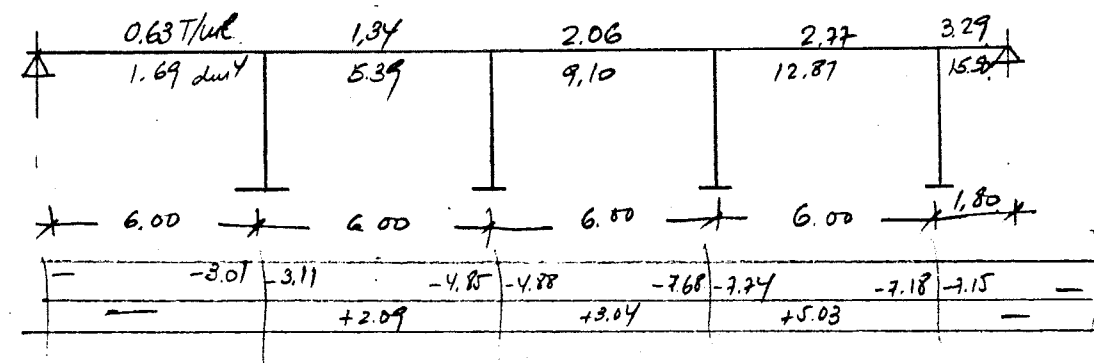 0.63 T/ml. 1,34 2.06 2.77 3.29
1.69 dm4 5.39 9,10 12.87
6.00 6.00 6.00 6.00 1,80
— -3.07 -3.11 -4.85 -4.88 -7.68 -7.74 -7.18 -7.15 —
— +2.09 +3.04 +5.03 —